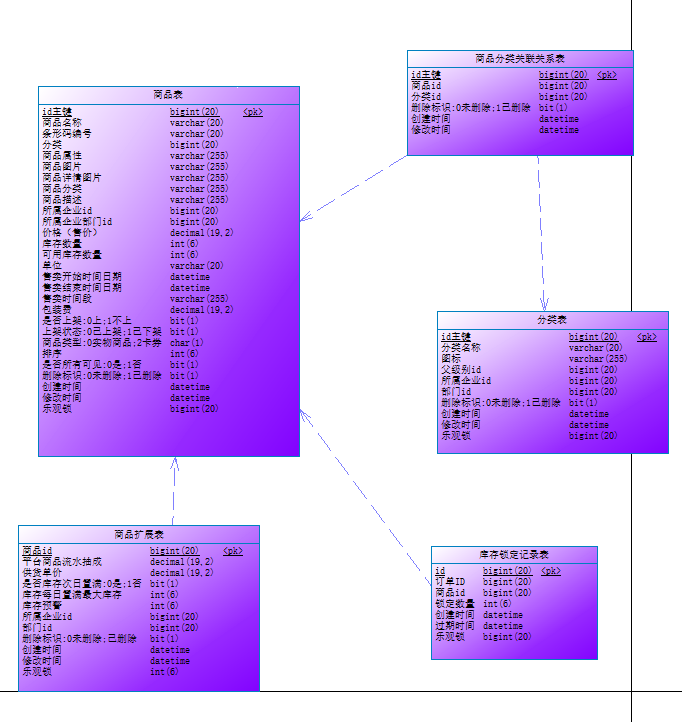 商品分类关联关系表
id主键 bigint(20) <pk>
商品id bigint(20)
分类id bigint(20)
删除标识:0未删除;1已删除 bit(1)
创建时间 datetime
修改时间 datetime
商品表
id主键 bigint(20) <pk>
商品名称 varchar(20)
条形码编号 varchar(20)
分类 bigint(20)
商品属性 varchar(255)
商品图片 varchar(255)
商品详情图片 varchar(255)
商品分类 varchar(255)
商品描述 varchar(255)
所属企业id bigint(20)
所属企业部门id bigint(20)
价格（售价） decimal(19,2)
库存数量 int(6)
可用库存数量 int(6)
单位 varchar(20)
售卖开始时间日期 datetime
售卖结束时间日期 datetime
售卖时间段 varchar(255)
包装费 decimal(19,2)
是否上架:0上;1不上 bit(1)
上架状态:0已上架;1已下架 bit(1)
商品类型:0实物商品;2卡券 char(1)
排序 int(6)
是否所有可见:0是;1否 bit(1)
删除标识:0未删除;1已删除 bit(1)
创建时间 datetime
修改时间 datetime
乐观锁 bigint(20)
分类表
id主键 bigint(20) <pk>
分类名称 varchar(20)
图标 varchar(255)
父级别id bigint(20)
所属企业id bigint(20)
部门id bigint(20)
删除标识:0未删除;1已删除 bit(1)
创建时间 datetime
修改时间 datetime
乐观锁 bigint(20)
商品扩展表
商品id bigint(20) <pk>
平台商品流水抽成 decimal(19,2)
供货单价 decimal(19,2)
是否库存次日置满:0是;1否 bit(1)
库存每日置满最大库存 int(6)
库存预警 int(6)
所属企业id bigint(20)
部门id bigint(20)
删除标识:0未删除;已删除 bit(1)
创建时间 datetime
修改时间 datetime
乐观锁 int(6)
库存锁定记录表
id bigint(20) <pk>
订单ID bigint(20)
商品id bigint(20)
锁定数量 int(6)
创建时间 datetime
过期时间 datetime
乐观锁 bigint(20)